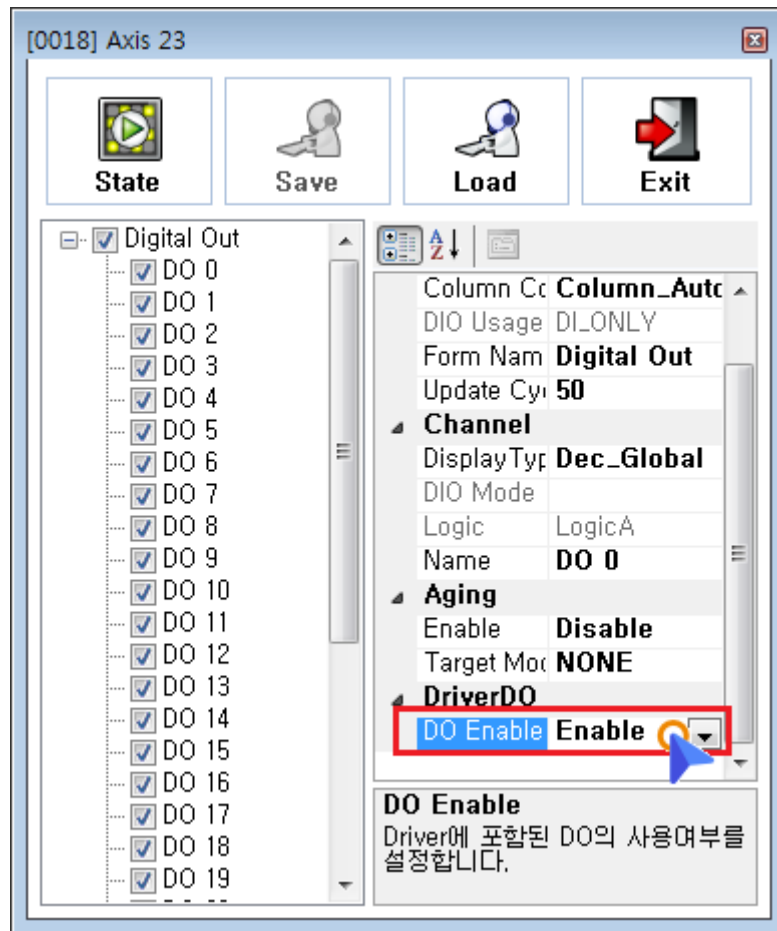 [0018] Axis 23
State
Save
Load
Exit
Digital Out
DO 0
DO 1
DO 2
DO 3
DO 4
DO 5
DO 6
DO 7
DO 8
DO 9
DO 10
DO 11
DO 12
DO 13
DO 14
DO 15
DO 16
DO 17
DO 18
DO 19
Column Co Column_Auto
DIO Usage DI_ONLY
Form Nam Digital Out
Update Cy 50
Channel
DisplayTyp Dec_Global
DIO Mode
Logic LogicA
Name DO 0
Aging
Enable Disable
Target Mod NONE
DriverDO
DO Enable Enable
DO Enable
Driver에 포함된 DO의 사용여부를
설정합니다.